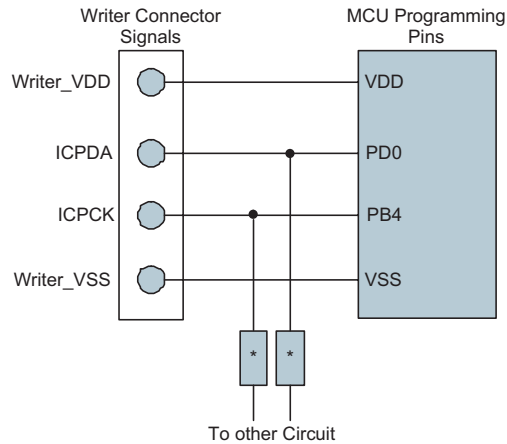 Writer Connector
Signals
MCU Programming
Pins
Writer_VDD
VDD
ICPDA
PD0
ICPCK
PB4
Writer_VSS
VSS
* *
To other Circuit